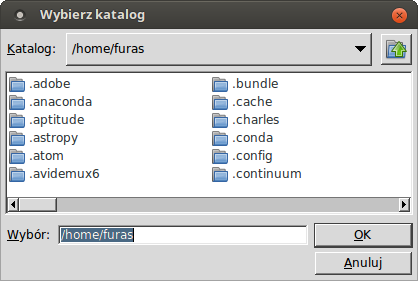 Wybierz katalog
Katalog: /home/furas
.adobe .bundle
.anaconda .cache
.aptitude .charles
.astropy .conda
.atom .config
.avidemux6 .continuum
Wybór: /home/furas OK
Anuluj